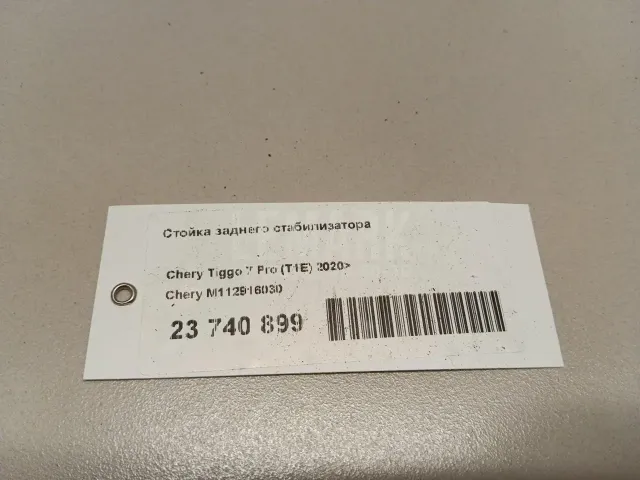 Стойка заднего стабилизатора
Chery Tiggo 7 Pro (T1E) 2020>
Chery M112916030
23 740 899